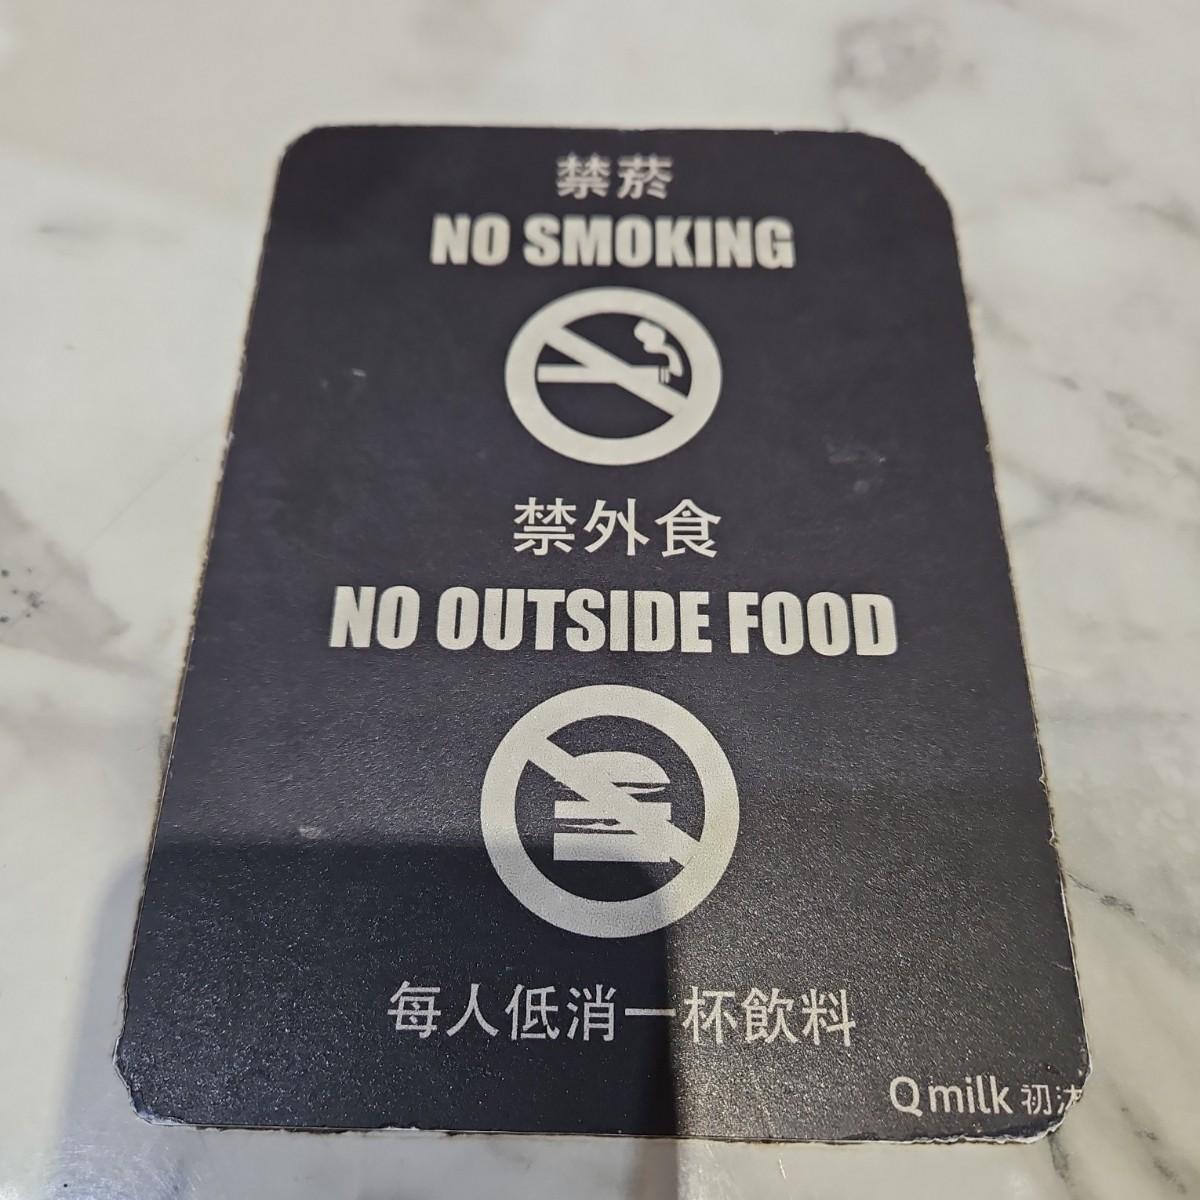 禁菸
NO SMOKING
禁外食
NO OUTSIDE FOOD
每人低消一杯飲料
Qmilk 初